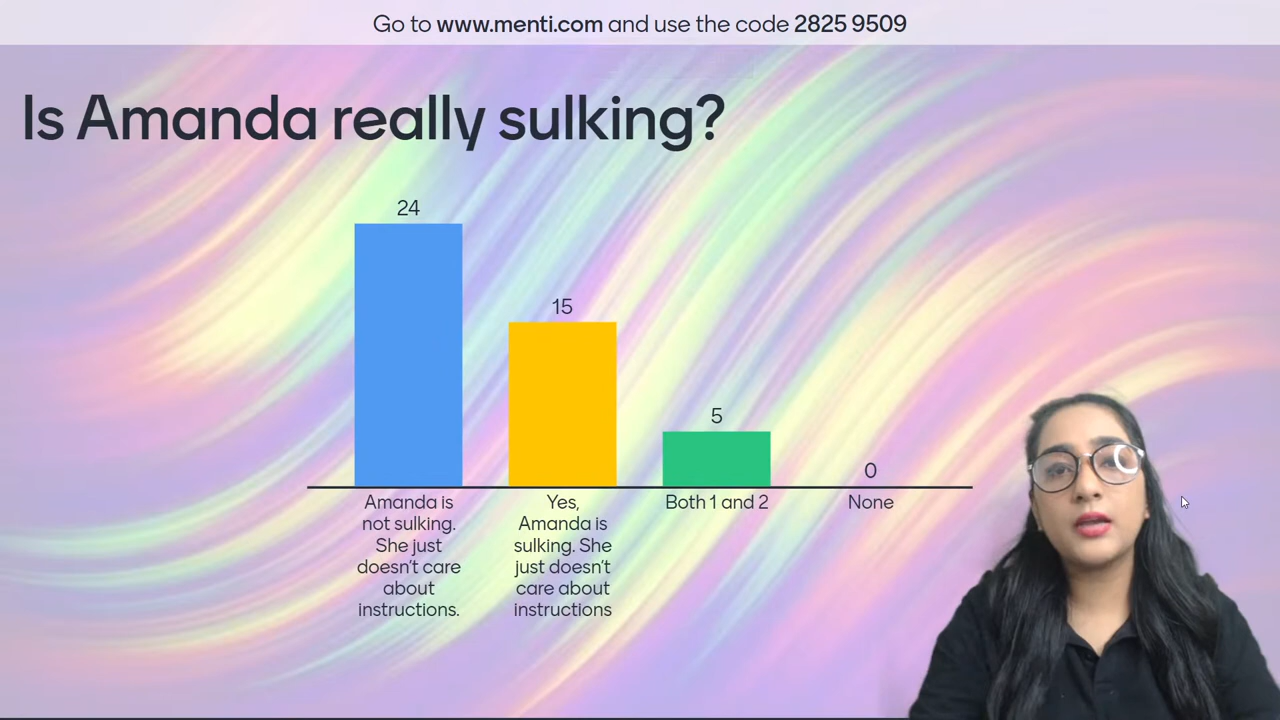 Go to www.menti.com and use the code 2825 9509
Is Amanda really sulking?
24
15
5
0
Amanda is
not sulking.
She just
doesn't care
about
instructions.
Yes,
Amanda is
sulking. She
just doesn't
care about
instructions
Both 1 and 2
None